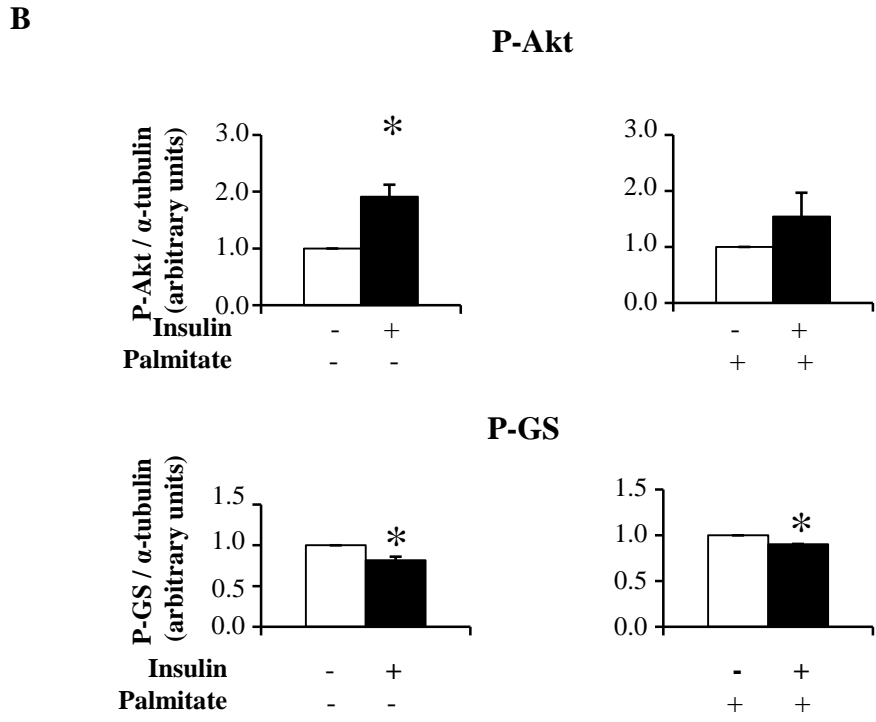 B
P-Akt
P-Akt / α-tubulin
(arbitrary units)
3.0
2.0
1.0
0.0
*
3.0
2.0
1.0
0.0
Insulin - + - +
Palmitate - - + +
P-GS
P-GS / α-tubulin
(arbitrary units)
1.5
1.0
0.5
0.0
*
1.5
1.0
0.5
0.0
*
Insulin - + - +
Palmitate - - + +